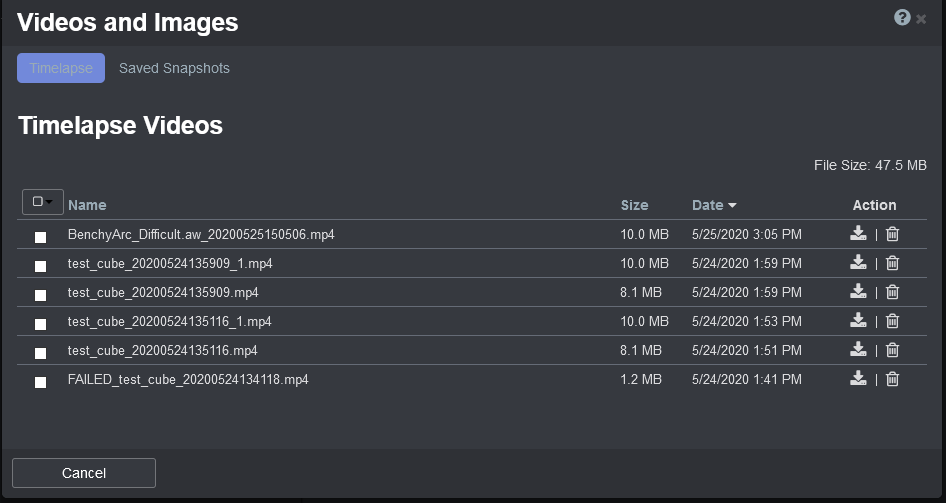 Videos and Images
Timelapse Saved Snapshots
Timelapse Videos
File Size: 47.5 MB
Name Size Date Action
BenchyArc_Difficult.aw_20200525150506.mp4 10.0 MB 5/25/2020 3:05 PM |
test_cube_20200524135909_1.mp4 10.0 MB 5/24/2020 1:59 PM |
test_cube_20200524135909.mp4 8.1 MB 5/24/2020 1:59 PM |
test_cube_20200524135116_1.mp4 10.0 MB 5/24/2020 1:53 PM |
test_cube_20200524135116.mp4 8.1 MB 5/24/2020 1:51 PM |
FAILED_test_cube_20200524134118.mp4 1.2 MB 5/24/2020 1:41 PM |
Cancel